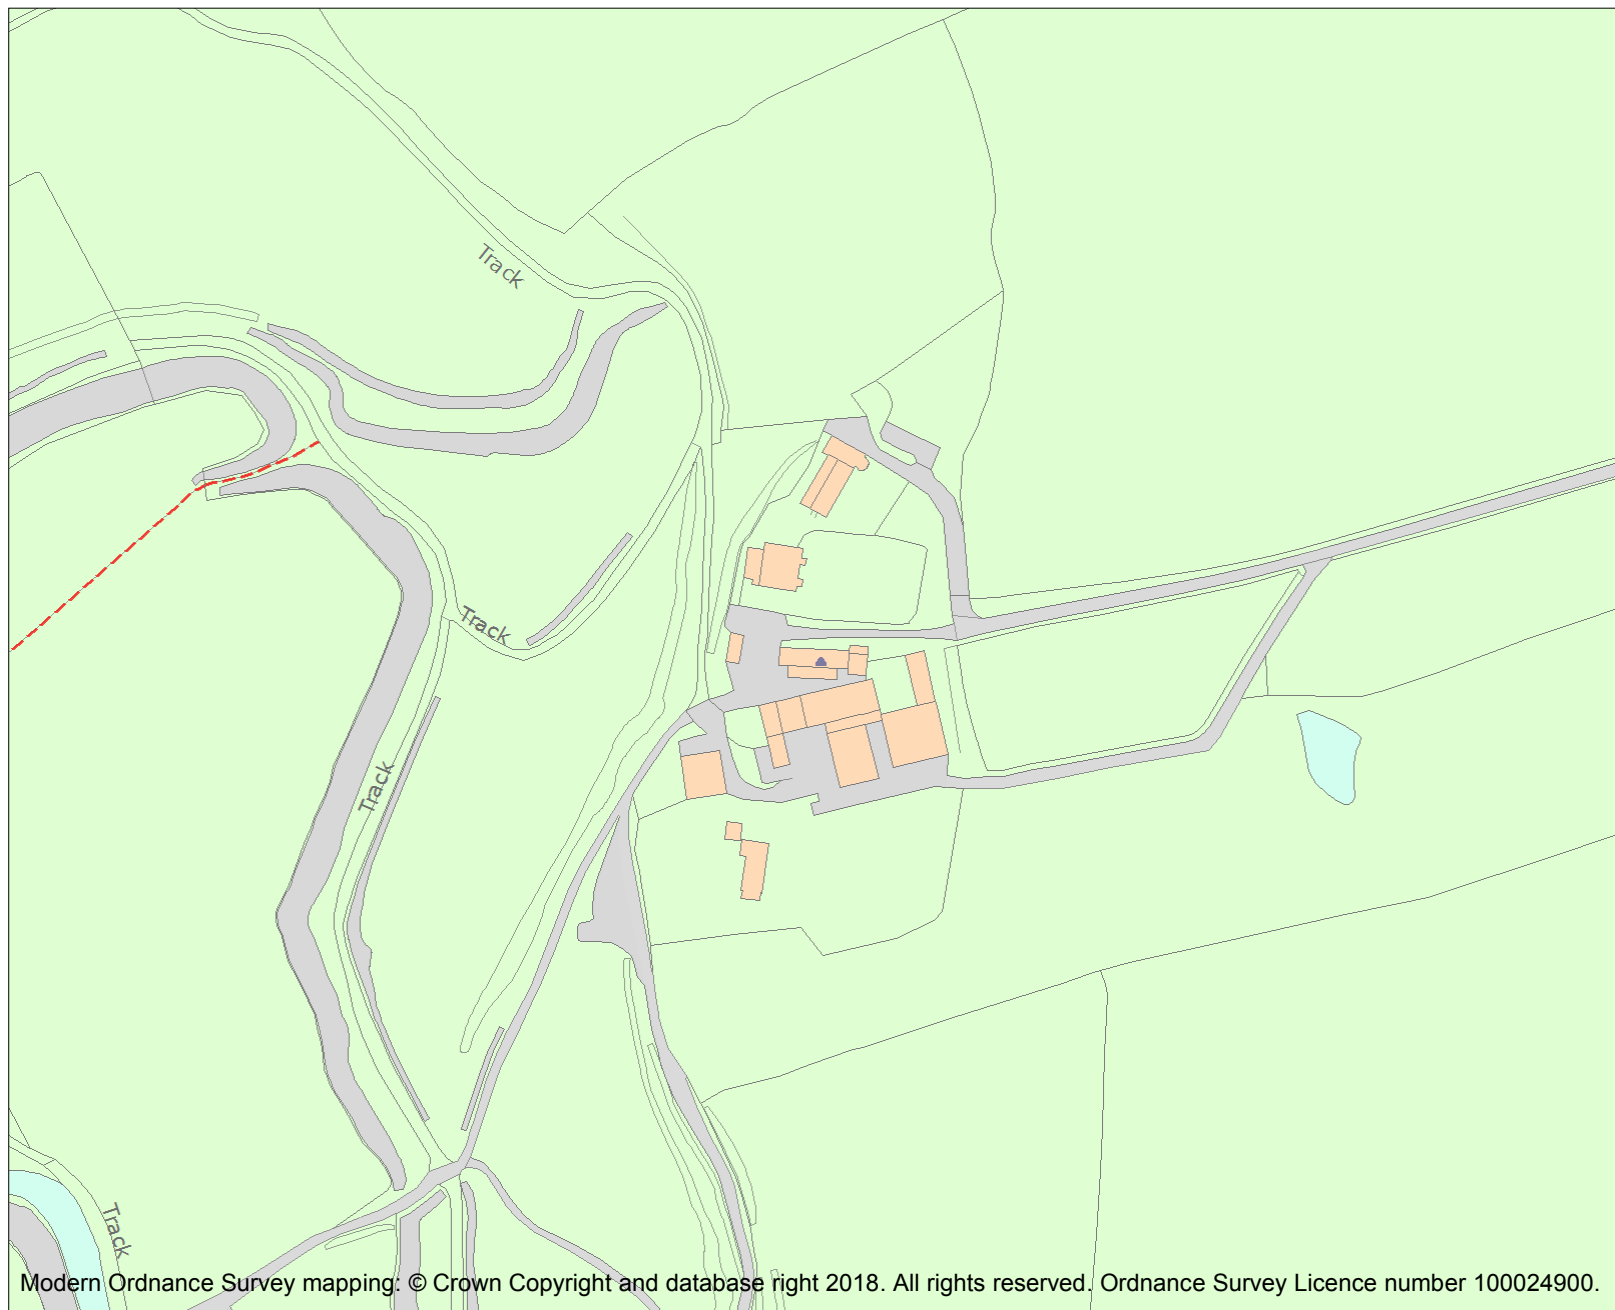 Track
Track
Track
Track
Modern Ordnance Survey mapping: © Crown Copyright and database right 2018. All rights reserved. Ordnance Survey Licence number 100024900.